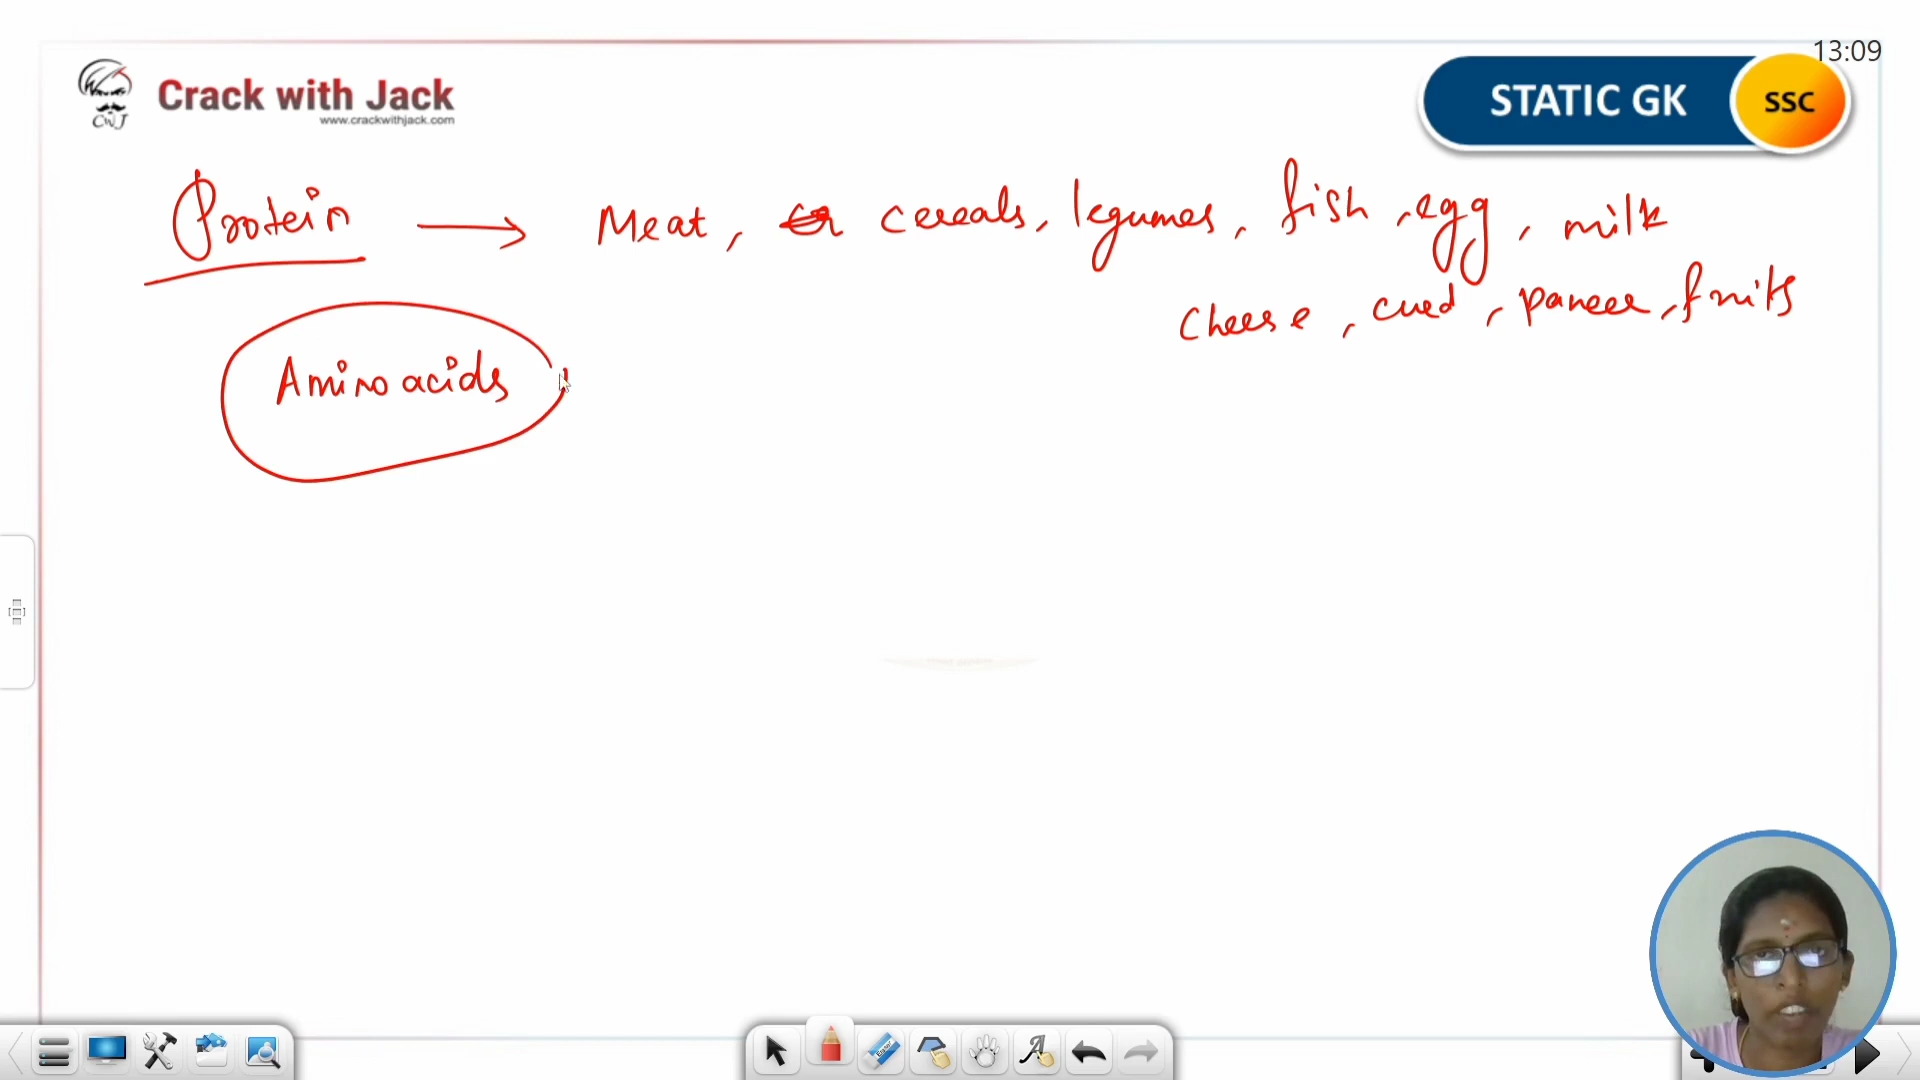 13:09
Crack with Jack
www.crackwithjack.com
CWJ
STATIC GK SSC
Protein → Meat, cereals, legumes, fish, egg, milk
cheese, curd, paneer, fruits
Amino acids